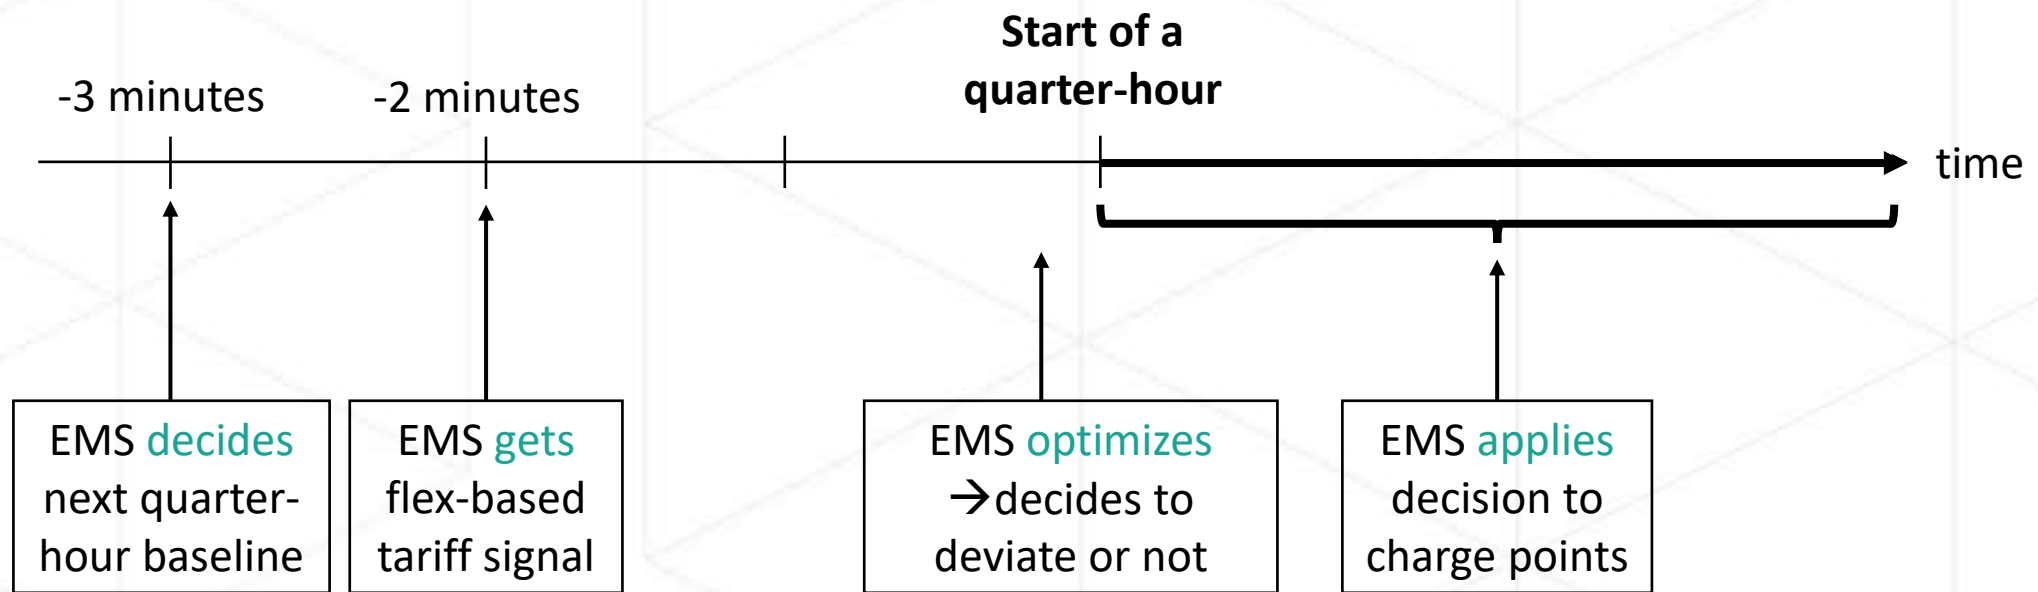 Start of a
quarter-hour
-3 minutes
-2 minutes
time
EMS decides
next quarter-
hour baseline
EMS gets
flex-based
tariff signal
EMS optimizes
→decides to
deviate or not
EMS applies
decision to
charge points